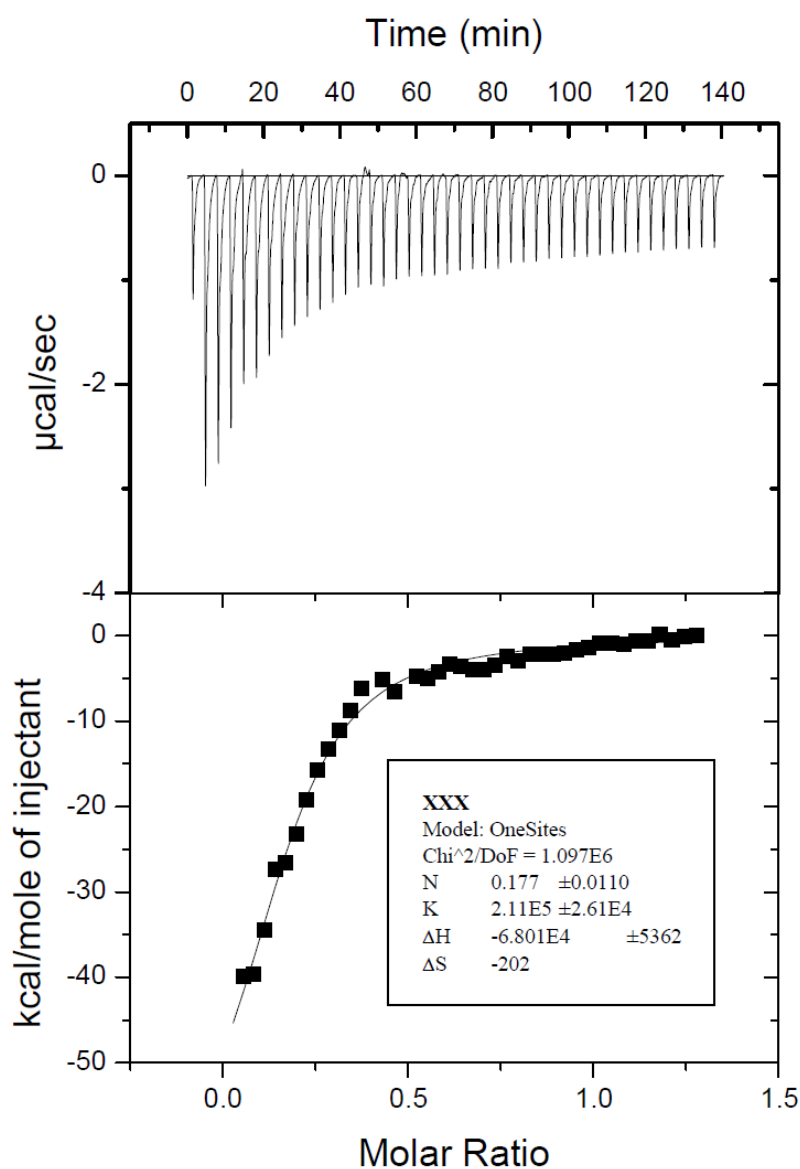 Time (min)
0 20 40 60 80 100 120 140
0
-2
-4
µcal/sec
0
-10
-20
-30
-40
-50
kcal/mole of injectant
XXX
Model: OneSites
Chi^2/DoF = 1.097E6
N 0.177 ±0.0110
K 2.11E5 ±2.61E4
ΔH -6.801E4 ±5362
ΔS -202
0.0 0.5 1.0 1.5
Molar Ratio